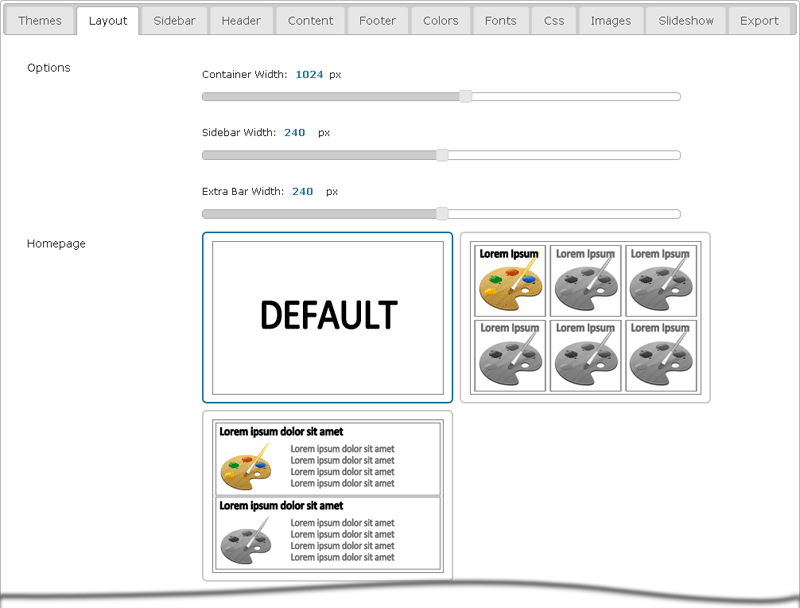 Themes Layout Sidebar Header Content Footer Colors Fonts Css Images Slideshow Export
Options
Container Width: 1024 px
Sidebar Width: 240 px
Extra Bar Width: 240 px
Homepage
DEFAULT
Lorem Ipsum Lorem Ipsum Lorem Ipsum
Lorem Ipsum Lorem Ipsum Lorem Ipsum
Lorem ipsum dolor sit amet
Lorem ipsum dolor sit amet
Lorem ipsum dolor sit amet
Lorem ipsum dolor sit amet
Lorem ipsum dolor sit amet
Lorem ipsum dolor sit amet
Lorem ipsum dolor sit amet
Lorem ipsum dolor sit amet
Lorem ipsum dolor sit amet
Lorem ipsum dolor sit amet